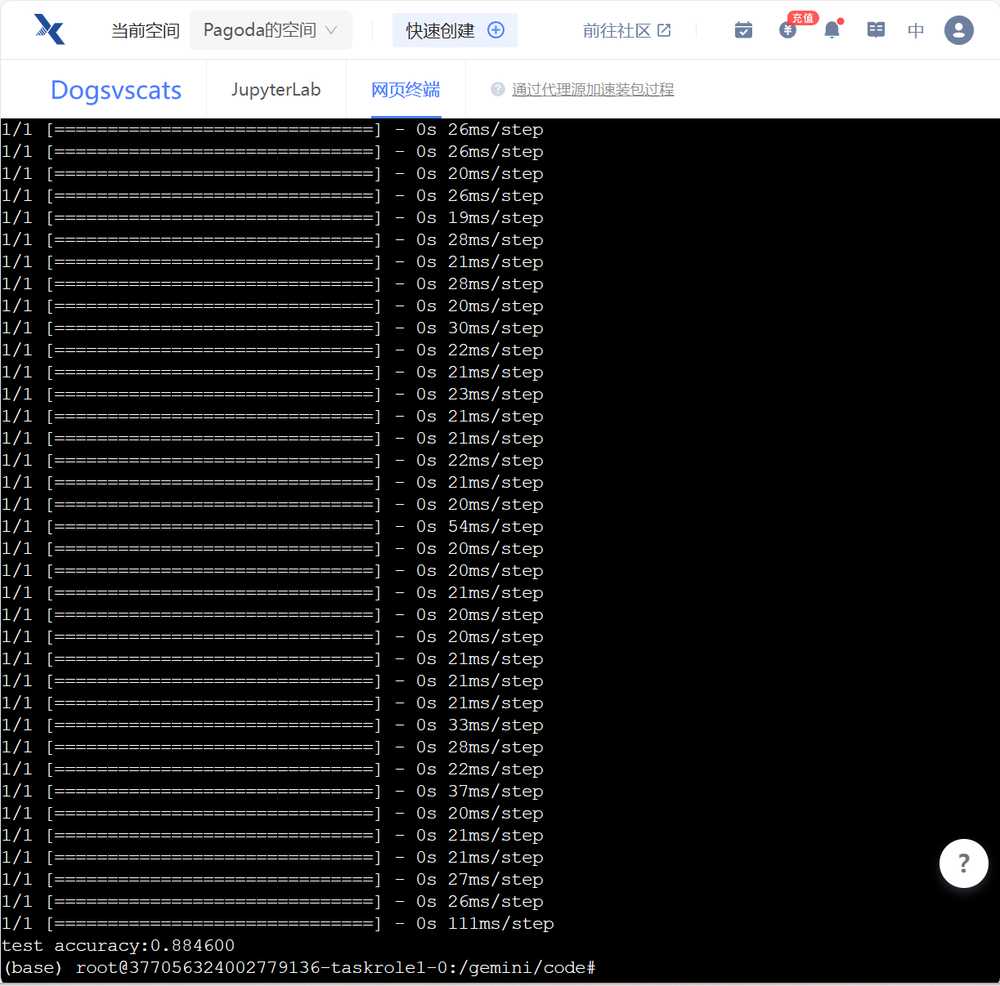 当前空间 Pagoda的空间 快速创建 前往社区 充值 中
Dogsvscats JupyterLab 网页终端 ? 通过代理源加速装包过程
1/1 [==============================] - 0s 26ms/step
1/1 [==============================] - 0s 26ms/step
1/1 [==============================] - 0s 20ms/step
1/1 [==============================] - 0s 26ms/step
1/1 [==============================] - 0s 19ms/step
1/1 [==============================] - 0s 28ms/step
1/1 [==============================] - 0s 21ms/step
1/1 [==============================] - 0s 28ms/step
1/1 [==============================] - 0s 20ms/step
1/1 [==============================] - 0s 30ms/step
1/1 [==============================] - 0s 22ms/step
1/1 [==============================] - 0s 21ms/step
1/1 [==============================] - 0s 23ms/step
1/1 [==============================] - 0s 21ms/step
1/1 [==============================] - 0s 21ms/step
1/1 [==============================] - 0s 22ms/step
1/1 [==============================] - 0s 21ms/step
1/1 [==============================] - 0s 20ms/step
1/1 [==============================] - 0s 54ms/step
1/1 [==============================] - 0s 20ms/step
1/1 [==============================] - 0s 20ms/step
1/1 [==============================] - 0s 21ms/step
1/1 [==============================] - 0s 20ms/step
1/1 [==============================] - 0s 20ms/step
1/1 [==============================] - 0s 21ms/step
1/1 [==============================] - 0s 21ms/step
1/1 [==============================] - 0s 21ms/step
1/1 [==============================] - 0s 33ms/step
1/1 [==============================] - 0s 28ms/step
1/1 [==============================] - 0s 22ms/step
1/1 [==============================] - 0s 37ms/step
1/1 [==============================] - 0s 20ms/step
1/1 [==============================] - 0s 21ms/step
1/1 [==============================] - 0s 21ms/step
1/1 [==============================] - 0s 27ms/step
1/1 [==============================] - 0s 26ms/step
1/1 [==============================] - 0s 111ms/step
test accuracy:0.884600
(base) root@377056324002779136-taskrole1-0:/gemini/code#
?